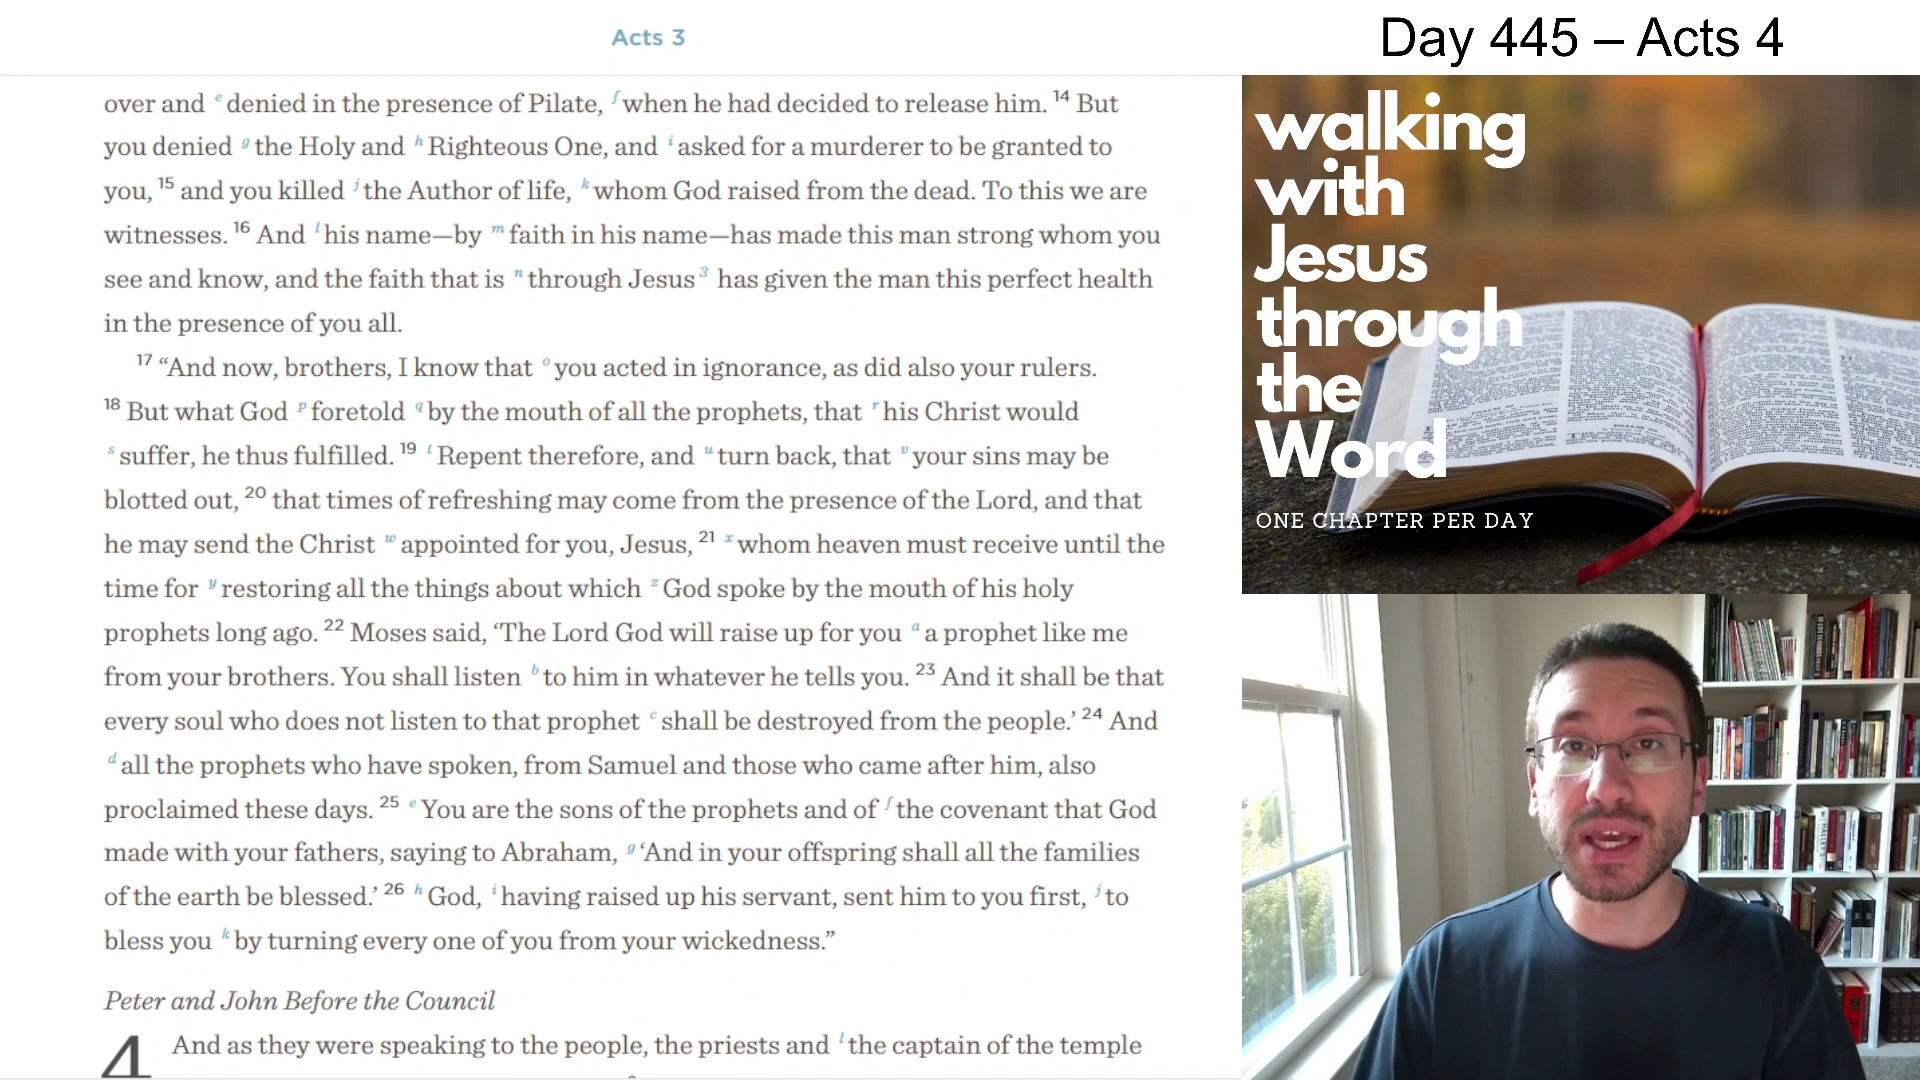 Acts 3
Day 445 – Acts 4
over and e denied in the presence of Pilate, f when he had decided to release him. 14 But
you denied g the Holy and h Righteous One, and i asked for a murderer to be granted to
you, 15 and you killed j the Author of life, k whom God raised from the dead. To this we are
witnesses. 16 And l his name—by m faith in his name—has made this man strong whom you
see and know, and the faith that is n through Jesus 3 has given the man this perfect health
in the presence of you all.
17 “And now, brothers, I know that o you acted in ignorance, as did also your rulers.
18 But what God p foretold q by the mouth of all the prophets, that r his Christ would
s suffer, he thus fulfilled. 19 t Repent therefore, and u turn back, that v your sins may be
blotted out, 20 that times of refreshing may come from the presence of the Lord, and that
he may send the Christ w appointed for you, Jesus, 21 x whom heaven must receive until the
time for y restoring all the things about which z God spoke by the mouth of his holy
prophets long ago. 22 Moses said, ‘The Lord God will raise up for you a a prophet like me
from your brothers. You shall listen b to him in whatever he tells you. 23 And it shall be that
every soul who does not listen to that prophet c shall be destroyed from the people.’ 24 And
d all the prophets who have spoken, from Samuel and those who came after him, also
proclaimed these days. 25 e You are the sons of the prophets and of f the covenant that God
made with your fathers, saying to Abraham, g ‘And in your offspring shall all the families
of the earth be blessed.’ 26 h God, i having raised up his servant, sent him to you first, j to
bless you k by turning every one of you from your wickedness.”
Peter and John Before the Council
4 And as they were speaking to the people, the priests and l the captain of the temple
walking
with
Jesus
through
the
Word
ONE CHAPTER PER DAY